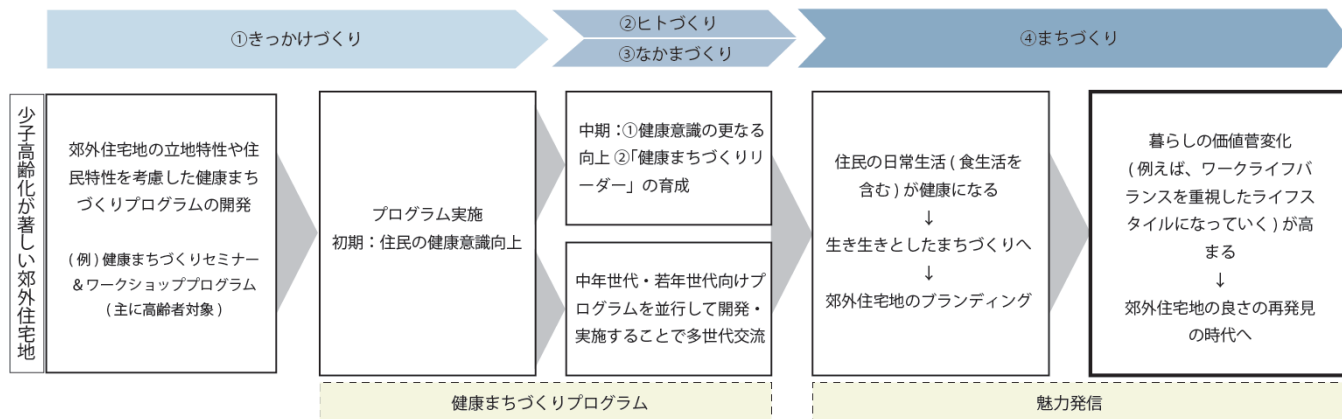 ①きっかけづくり
②ヒトづくり
③なかまづくり
④まちづくり
少子高齢化が著しい郊外住宅地
郊外住宅地の立地特性や住
民特性を考慮した健康まち
づくりプログラムの開発
(例)健康まちづくりセミナー
&ワークショッププログラム
(主に高齢者対象)
プログラム実施
初期：住民の健康意識向上
中期：①健康意識の更なる
向上 ②「健康まちづくりリ
ーダー」の育成
中年世代・若年世代向けプ
ログラムを並行して開発・
実施することで多世代交流
住民の日常生活(食生活を
含む)が健康になる
↓
生き生きとしたまちづくりへ
↓
郊外住宅地のブランディング
暮らしの価値菅変化
(例えば、ワークライフバ
ランスを重視したライフス
タイルになっていく)が高
まる
↓
郊外住宅地の良さの再発見
の時代へ
健康まちづくりプログラム
魅力発信